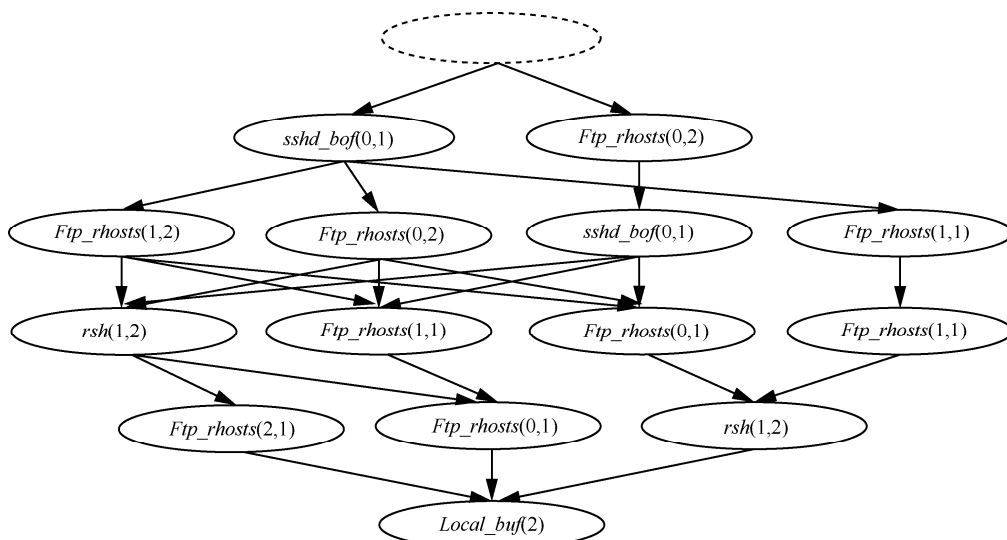 sshd_bof(0,1)
Ftp_rhosts(0,2)
Ftp_rhosts(1,2)
Ftp_rhosts(0,2)
sshd_bof(0,1)
Ftp_rhosts(1,1)
rsh(1,2)
Ftp_rhosts(1,1)
Ftp_rhosts(0,1)
Ftp_rhosts(1,1)
Ftp_rhosts(2,1)
Ftp_rhosts(0,1)
rsh(1,2)
Local_buf(2)